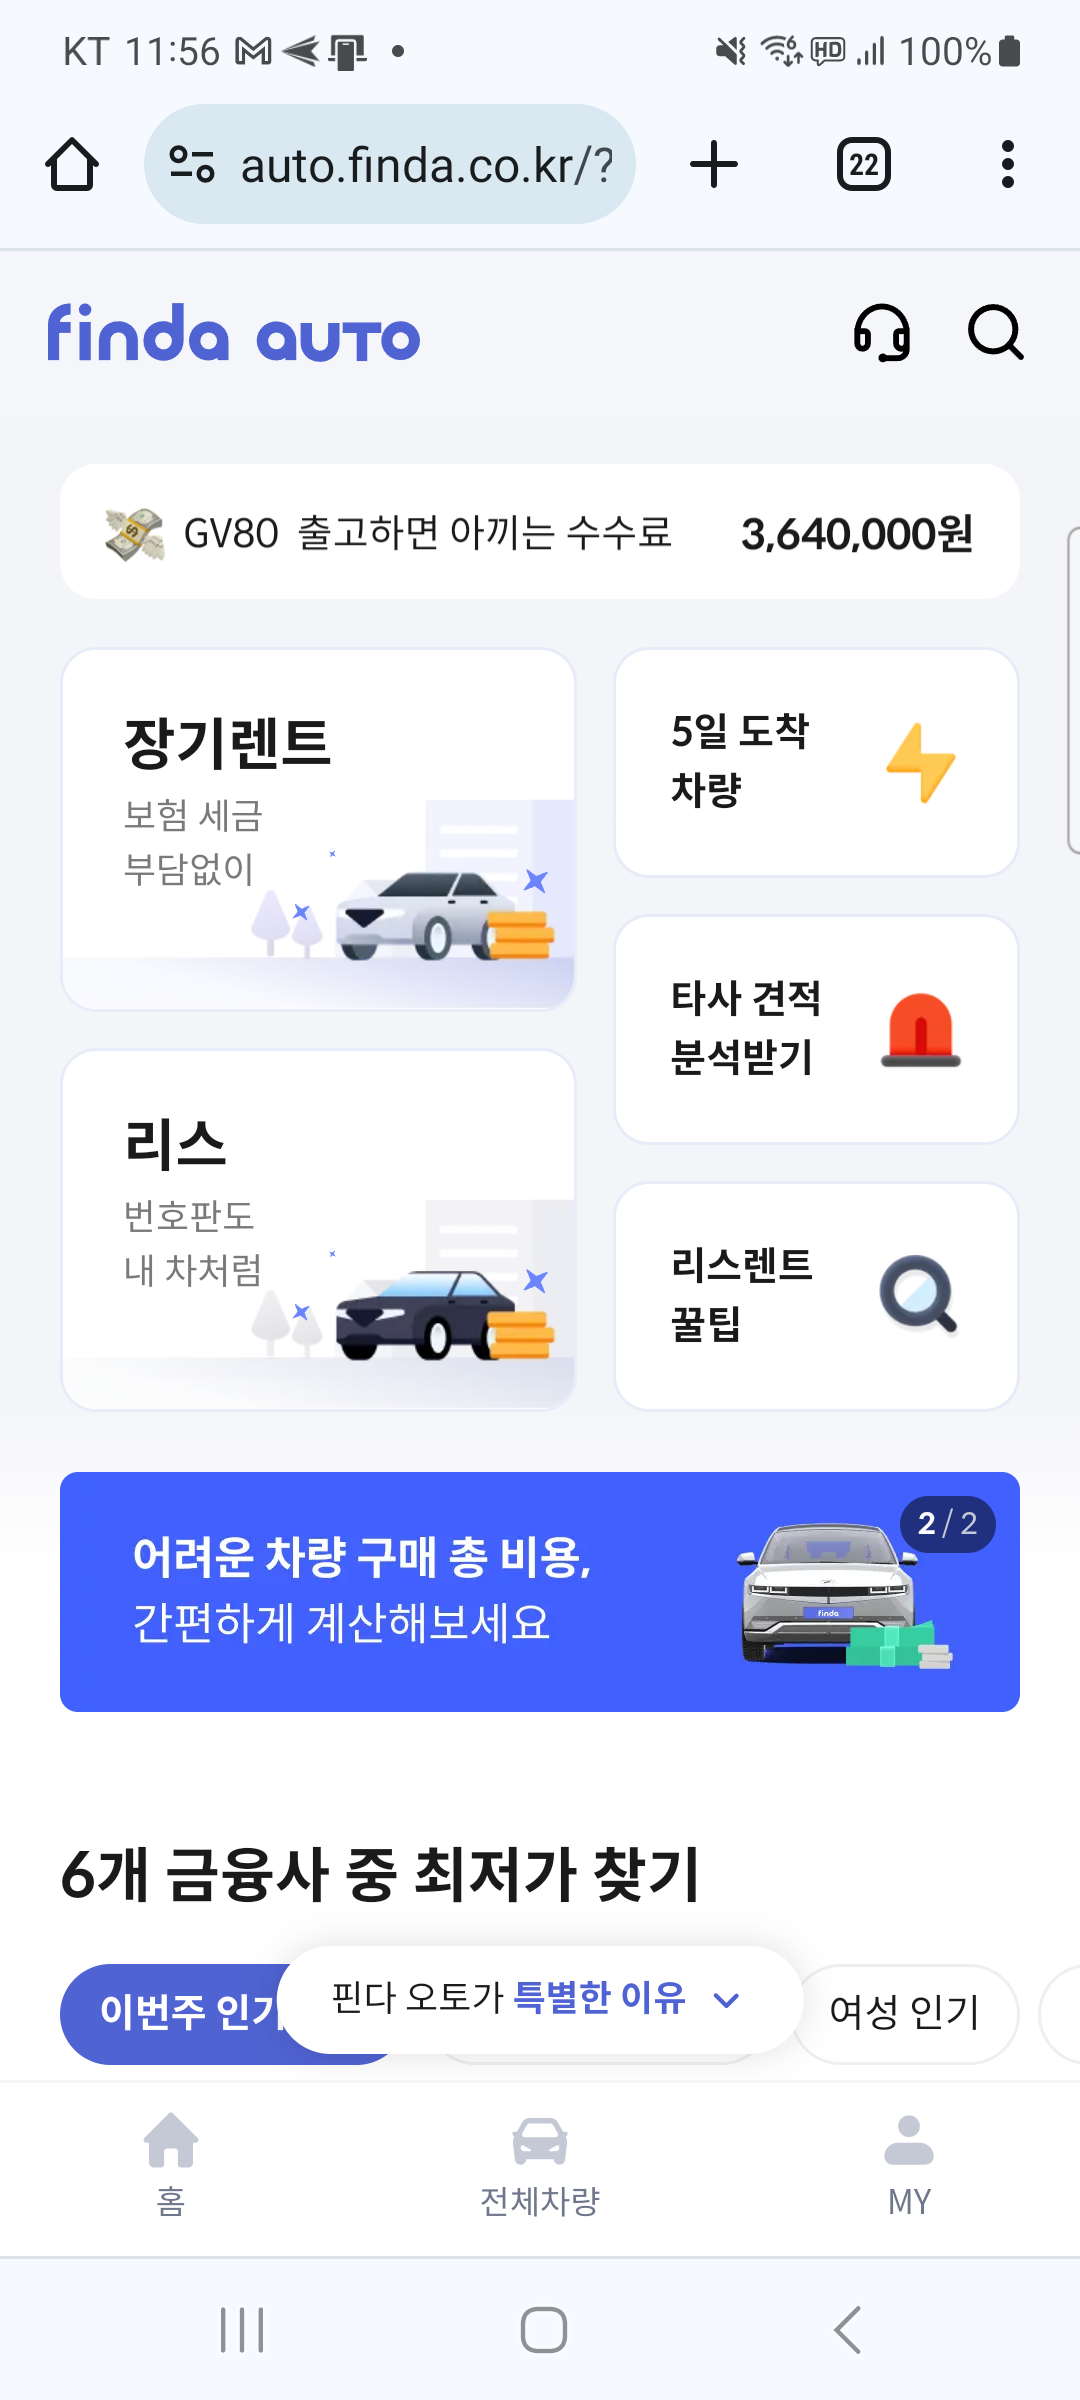 KT 11:56
HD
100%
auto.finda.co.kr/?
22
finda auto
GV80 출고하면 아끼는 수수료 3,640,000원
장기렌트
보험 세금
부담없이
5일 도착
차량
타사 견적
분석받기
리스
번호판도
내 차처럼
리스렌트
꿀팁
어려운 차량 구매 총 비용,
간편하게 계산해보세요
2 / 2
finda
6개 금융사 중 최저가 찾기
이번주 인기
핀다 오토가 특별한 이유
여성 인기
홈
전체차량
MY